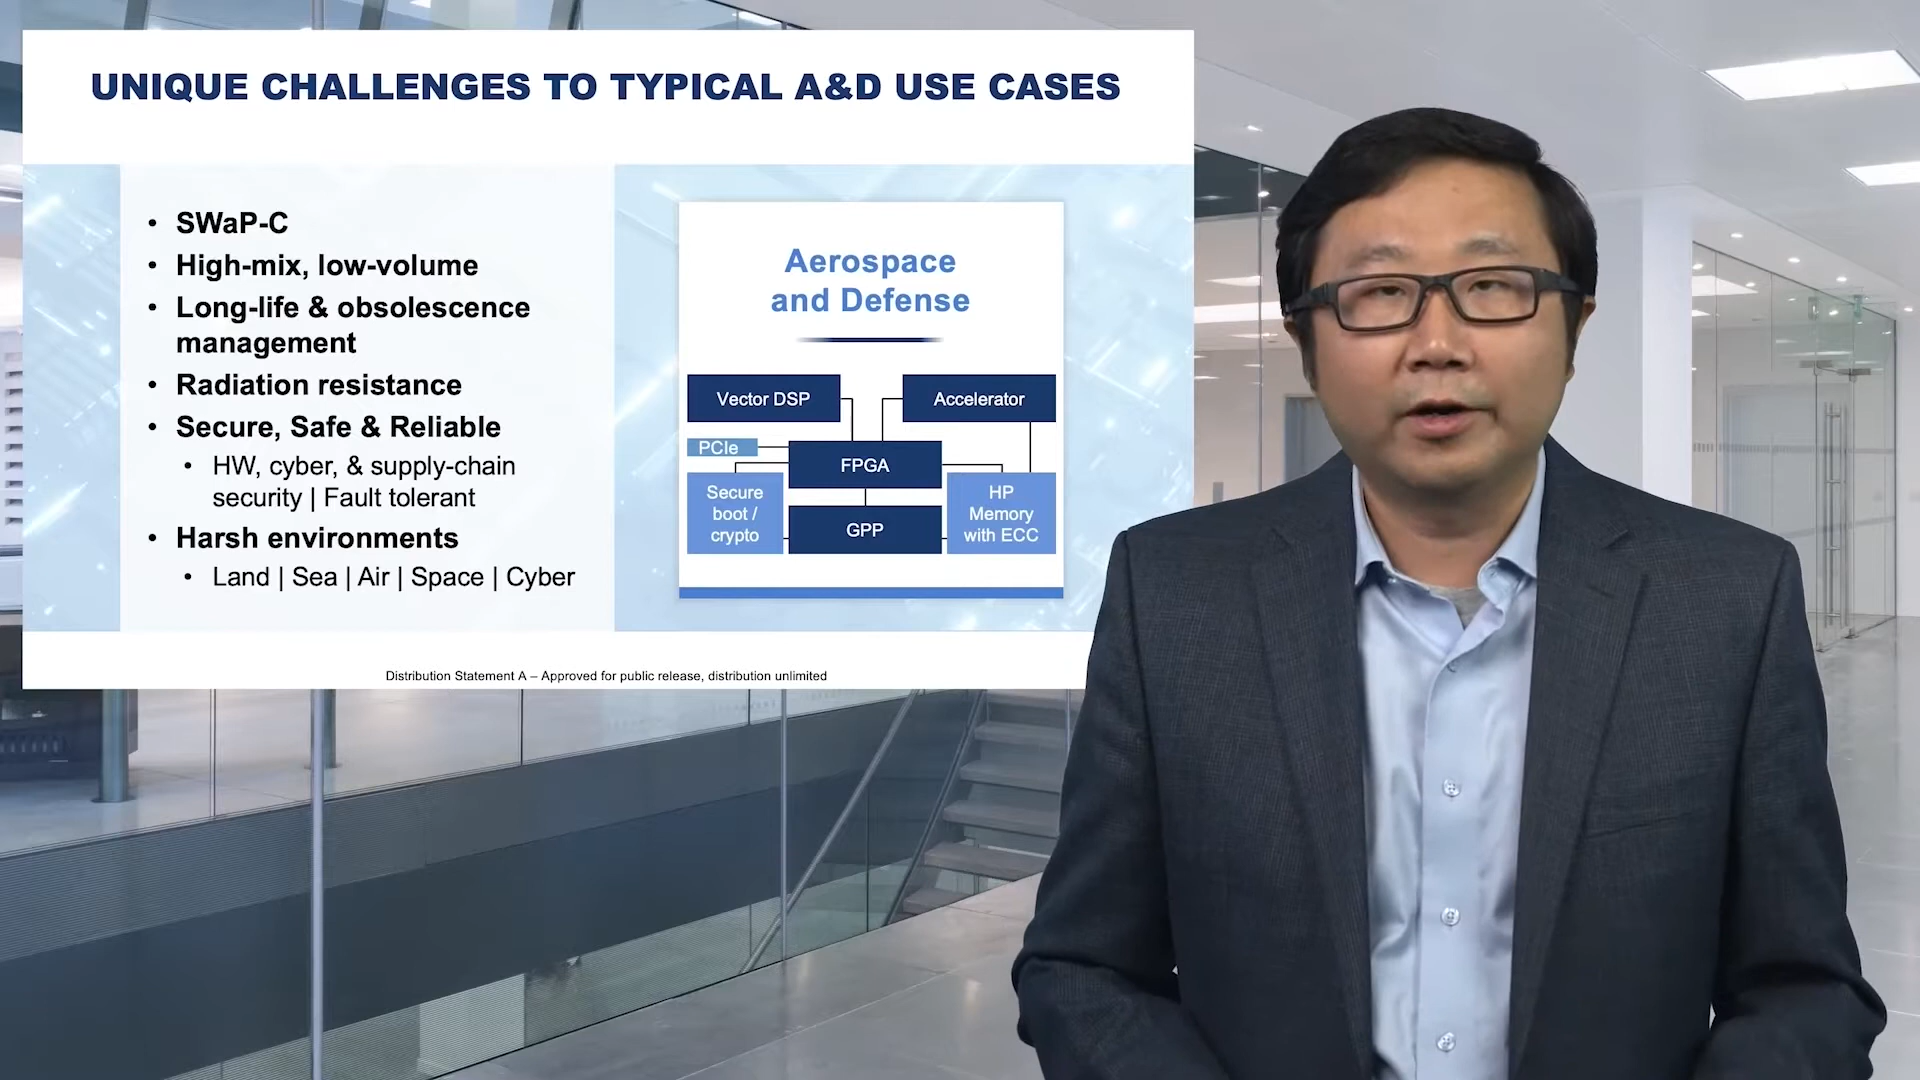 UNIQUE CHALLENGES TO TYPICAL A&D USE CASES
• SWaP-C
• High-mix, low-volume
• Long-life & obsolescence
management
• Radiation resistance
• Secure, Safe & Reliable
• HW, cyber, & supply-chain
security | Fault tolerant
• Harsh environments
• Land | Sea | Air | Space | Cyber
Aerospace
and Defense
Vector DSP
Accelerator
PCIe
FPGA
Secure
boot /
crypto
GPP
HP
Memory
with ECC
Distribution Statement A – Approved for public release, distribution unlimited